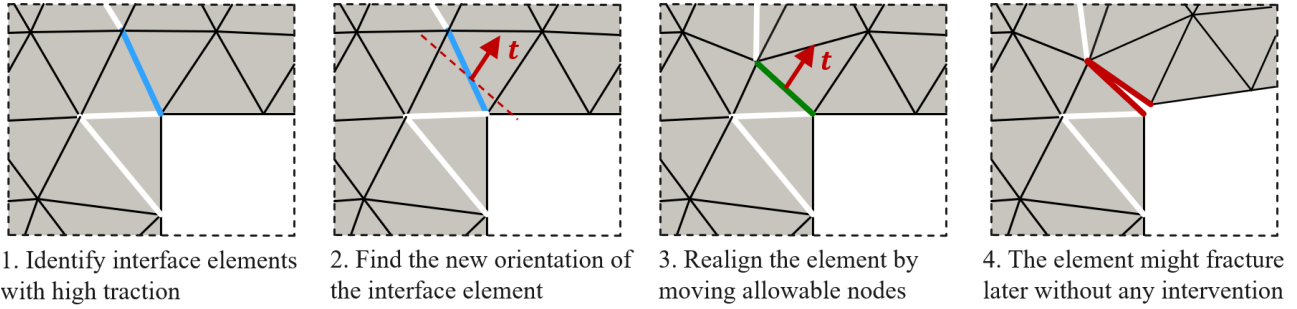 t
t
1. Identify interface elements
with high traction
2. Find the new orientation of
the interface element
3. Realign the element by
moving allowable nodes
4. The element might fracture
later without any intervention